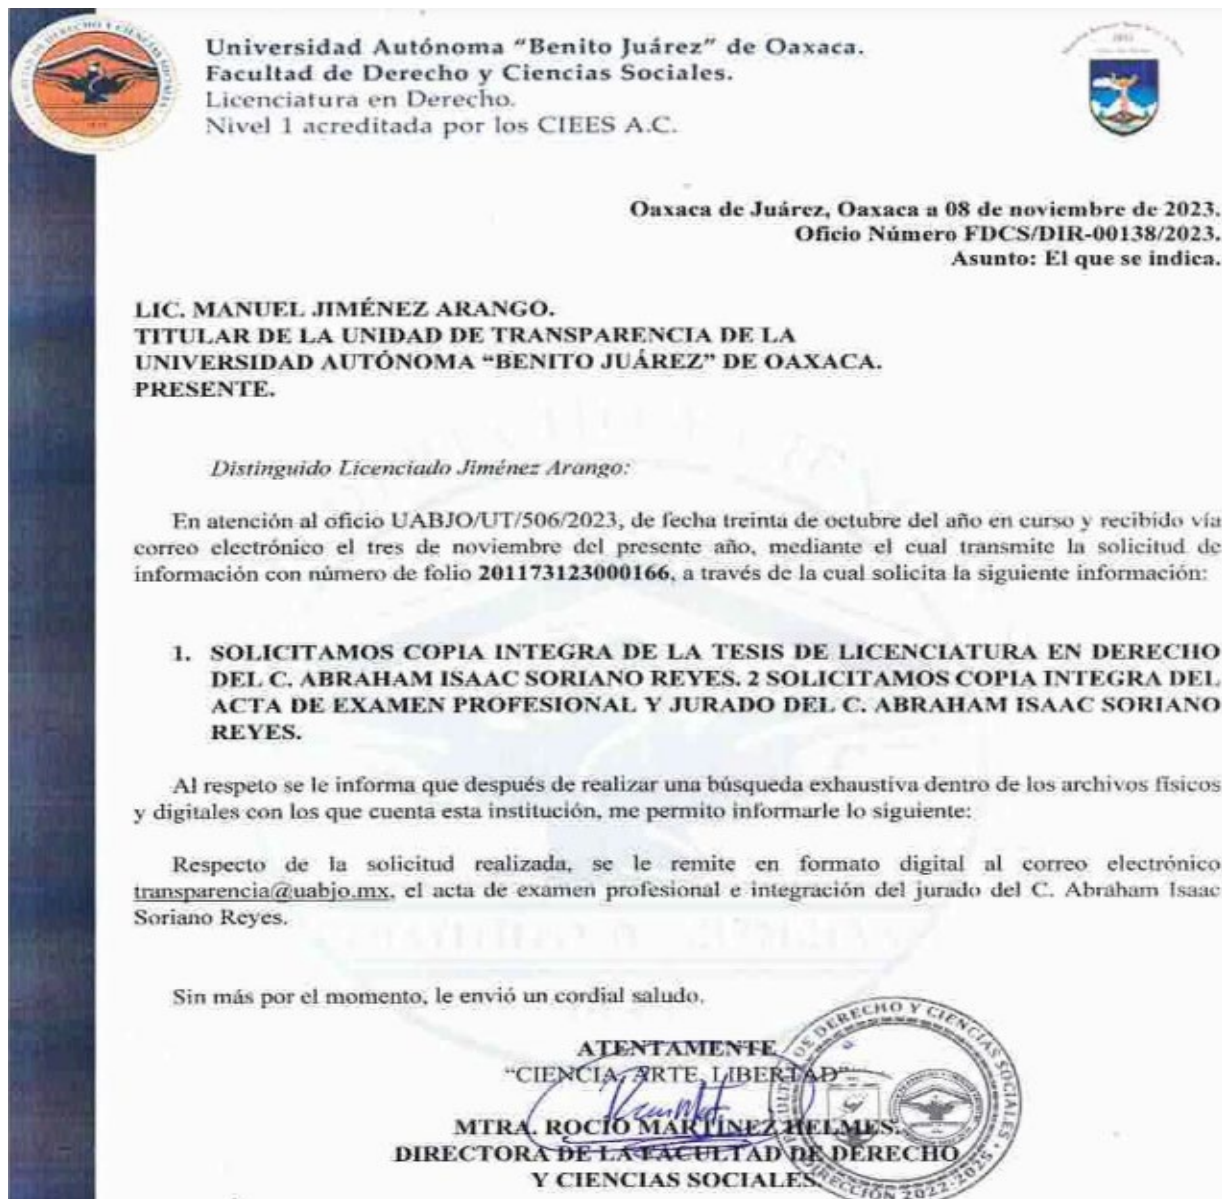 Universidad Autónoma “Benito Juárez” de Oaxaca.
Facultad de Derecho y Ciencias Sociales.
Licenciatura en Derecho.
Nivel 1 acreditada por los CIEES A.C.
Oaxaca de Juárez, Oaxaca a 08 de noviembre de 2023.
Oficio Número FDCS/DIR-00138/2023.
Asunto: El que se indica.
LIC. MANUEL JIMÉNEZ ARANGO.
TITULAR DE LA UNIDAD DE TRANSPARENCIA DE LA
UNIVERSIDAD AUTÓNOMA “BENITO JUÁREZ” DE OAXACA.
PRESENTE.
Distinguido Licenciado Jiménez Arango:
En atención al oficio UABJO/UT/506/2023, de fecha treinta de octubre del año en curso y recibido vía
correo electrónico el tres de noviembre del presente año, mediante el cual transmite la solicitud de
información con número de folio 201173123000166, a través de la cual solicita la siguiente información:
1. SOLICITAMOS COPIA INTEGRA DE LA TESIS DE LICENCIATURA EN DERECHO
DEL C. ABRAHAM ISAAC SORIANO REYES. 2 SOLICITAMOS COPIA INTEGRA DEL
ACTA DE EXAMEN PROFESIONAL Y JURADO DEL C. ABRAHAM ISAAC SORIANO
REYES.
Al respeto se le informa que después de realizar una búsqueda exhaustiva dentro de los archivos físicos
y digitales con los que cuenta esta institución, me permito informarle lo siguiente:
Respecto de la solicitud realizada, se le remite en formato digital al correo electrónico
transparencia@uabjo.mx, el acta de examen profesional e integración del jurado del C. Abraham Isaac
Soriano Reyes.
Sin más por el momento, le envió un cordial saludo.
ATENTAMENTE
“CIENCIA, ARTE, LIBERTAD”
MTRA. ROCÍO MARTÍNEZ HELMES.
DIRECTORA DE LA FACULTAD DE DERECHO
Y CIENCIAS SOCIALES.
DE DERECHO Y CIENCIAS SOCIALES
DIRECCIÓN 2022-2025